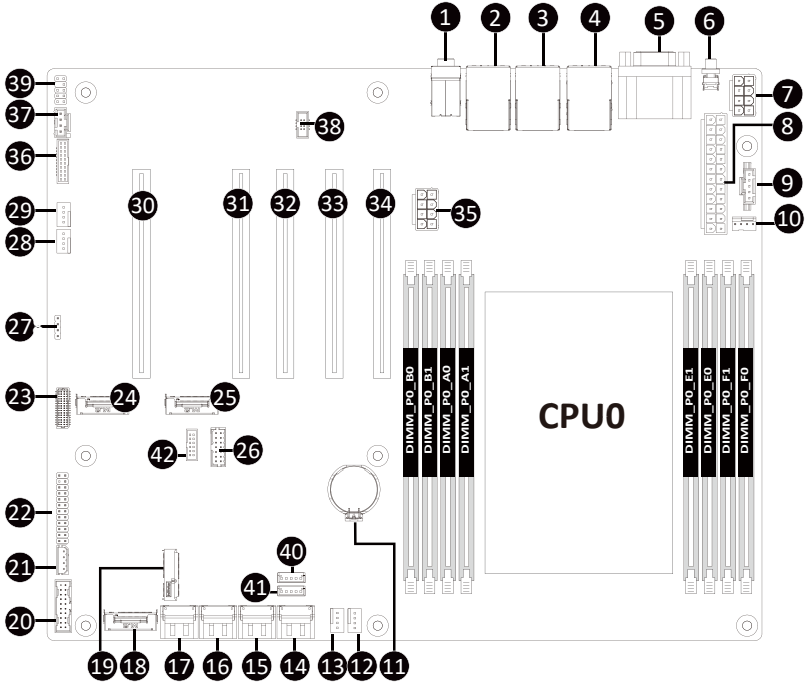 1 2 3 4 5 6
39
7
37
38
8
36
9
29
30 31 32 33 34 35
10
28
27
23 24 25
DIMM_P0_B0
DIMM_P0_B1
DIMM_P0_A0
DIMM_P0_A1
CPU0
DIMM_P0_E1
DIMM_P0_E0
DIMM_P0_F1
DIMM_P0_F0
42 26
22
40
21
41
20
19 18 17 16 15 14 13 12 11